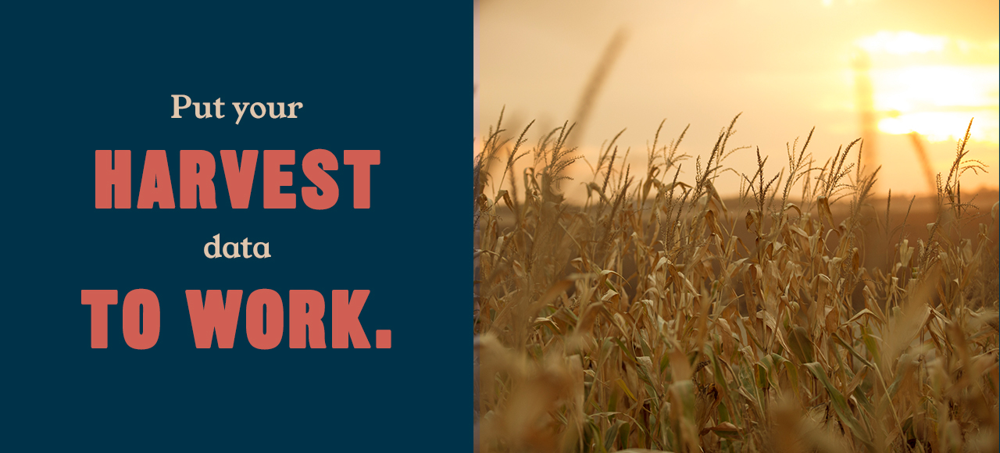 Put your
HARVEST
data
TO WORK.